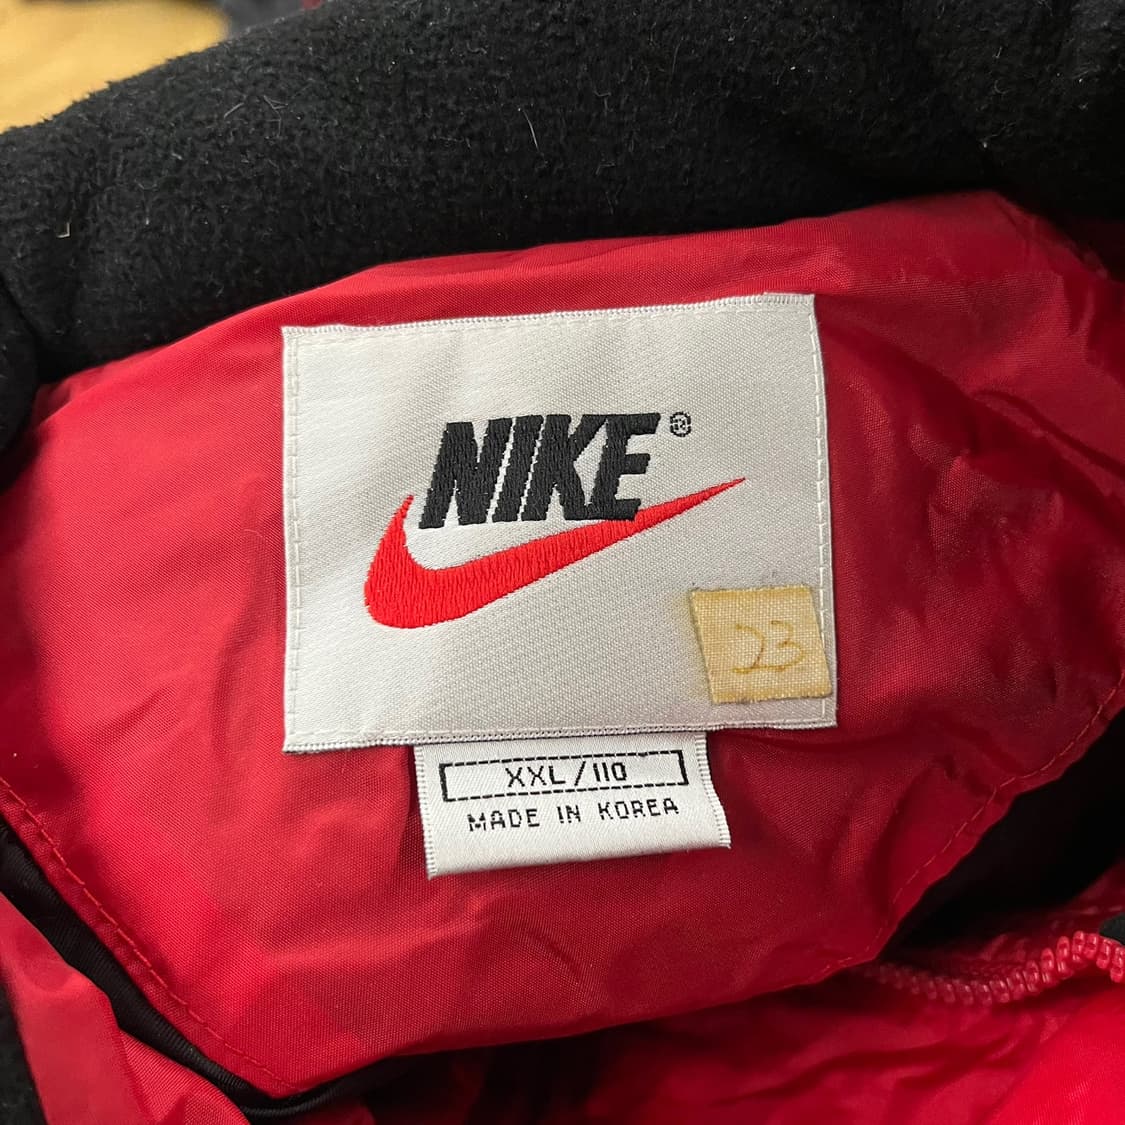 NIKE®
23
XXL/110
MADE IN KOREA